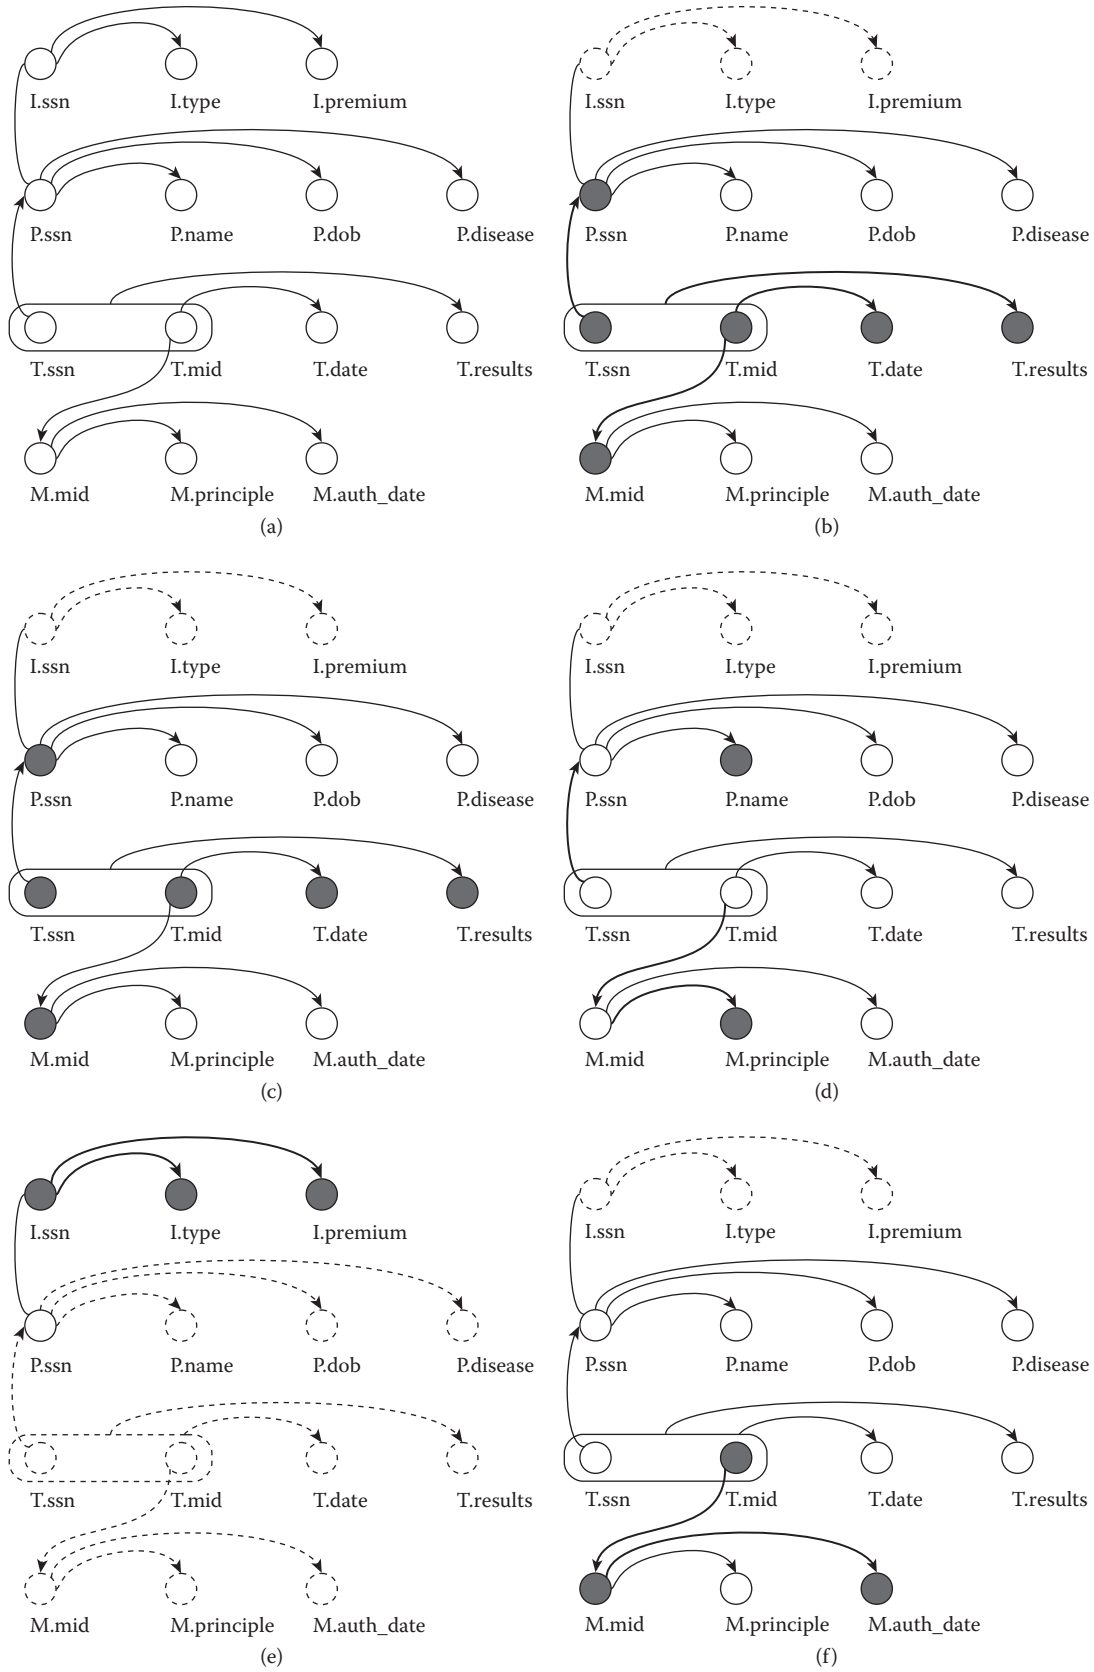 I.ssn I.type I.premium
P.ssn P.name P.dob P.disease
T.ssn T.mid T.date T.results
M.mid M.principle M.auth_date
(a)
I.ssn I.type I.premium
P.ssn P.name P.dob P.disease
T.ssn T.mid T.date T.results
M.mid M.principle M.auth_date
(b)
I.ssn I.type I.premium
P.ssn P.name P.dob P.disease
T.ssn T.mid T.date T.results
M.mid M.principle M.auth_date
(c)
I.ssn I.type I.premium
P.ssn P.name P.dob P.disease
T.ssn T.mid T.date T.results
M.mid M.principle M.auth_date
(d)
I.ssn I.type I.premium
P.ssn P.name P.dob P.disease
T.ssn T.mid T.date T.results
M.mid M.principle M.auth_date
(e)
I.ssn I.type I.premium
P.ssn P.name P.dob P.disease
T.ssn T.mid T.date T.results
M.mid M.principle M.auth_date
(f)